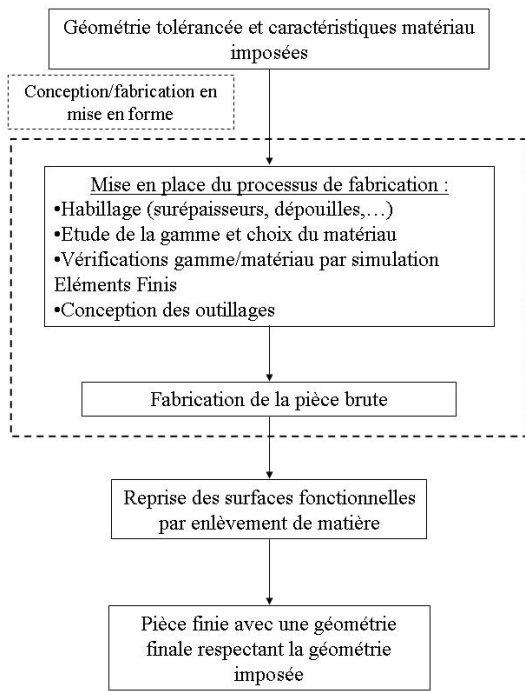 Géométrie tolérancée et caractéristiques matériau
imposées
Conception/fabrication en
mise en forme
Mise en place du processus de fabrication :
•Habillage (surépaisseurs, dépouilles,…)
•Etude de la gamme et choix du matériau
•Vérifications gamme/matériau par simulation
Eléments Finis
•Conception des outillages
Fabrication de la pièce brute
Reprise des surfaces fonctionnelles
par enlèvement de matière
Pièce finie avec une géométrie
finale respectant la géométrie
imposée